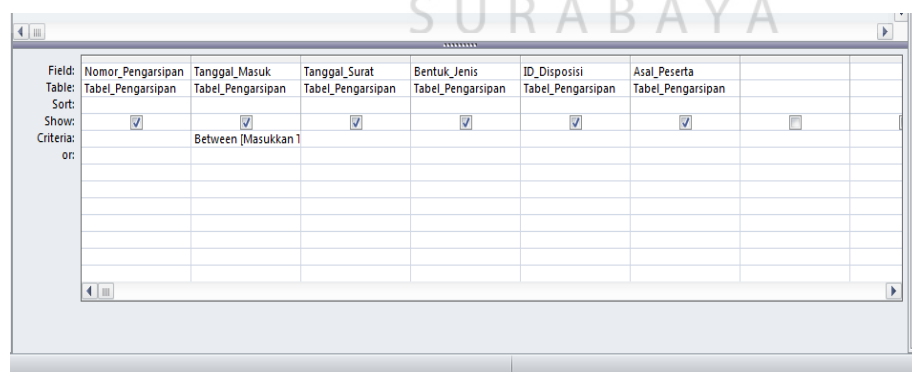 SURABAYA
Field: Nomor_Pengarsipan Tanggal_Masuk Tanggal_Surat Bentuk_Jenis ID_Disposisi Asal_Peserta
Table: Tabel_Pengarsipan Tabel_Pengarsipan Tabel_Pengarsipan Tabel_Pengarsipan Tabel_Pengarsipan Tabel_Pengarsipan
Sort:
Show:
Criteria: Between [Masukkan T
or: